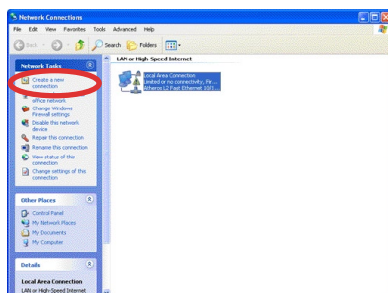 Network Connections
File Edit View Favorites Tools Advanced Help
Back Search Folders
LAN or High-Speed Internet
Network Tasks
Create a new
connection
office network
Change Windows
Firewall settings
Disable this network
device
Repair this connection
Rename this connection
View status of this
connection
Change settings of this
connection
Local Area Connection
Limited or no connectivity, Fir...
Atheros L2 Fast Ethernet 10/1...
Other Places
Control Panel
My Network Places
My Documents
My Computer
Details
Local Area Connection
LAN or High-Speed Internet